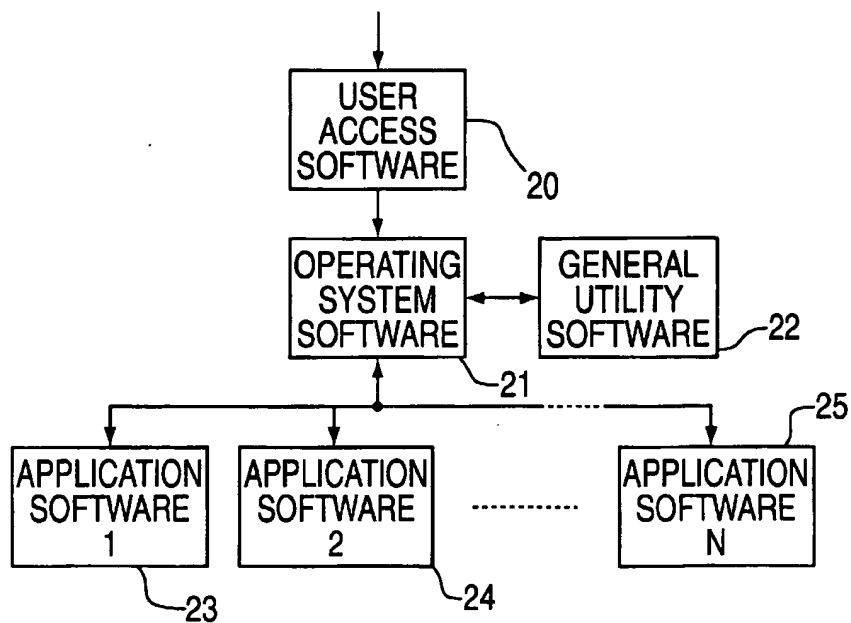 USER
ACCESS
SOFTWARE
20
OPERATING
SYSTEM
SOFTWARE
21
GENERAL
UTILITY
SOFTWARE
22
APPLICATION
SOFTWARE
1
23
APPLICATION
SOFTWARE
2
24
APPLICATION
SOFTWARE
N
25